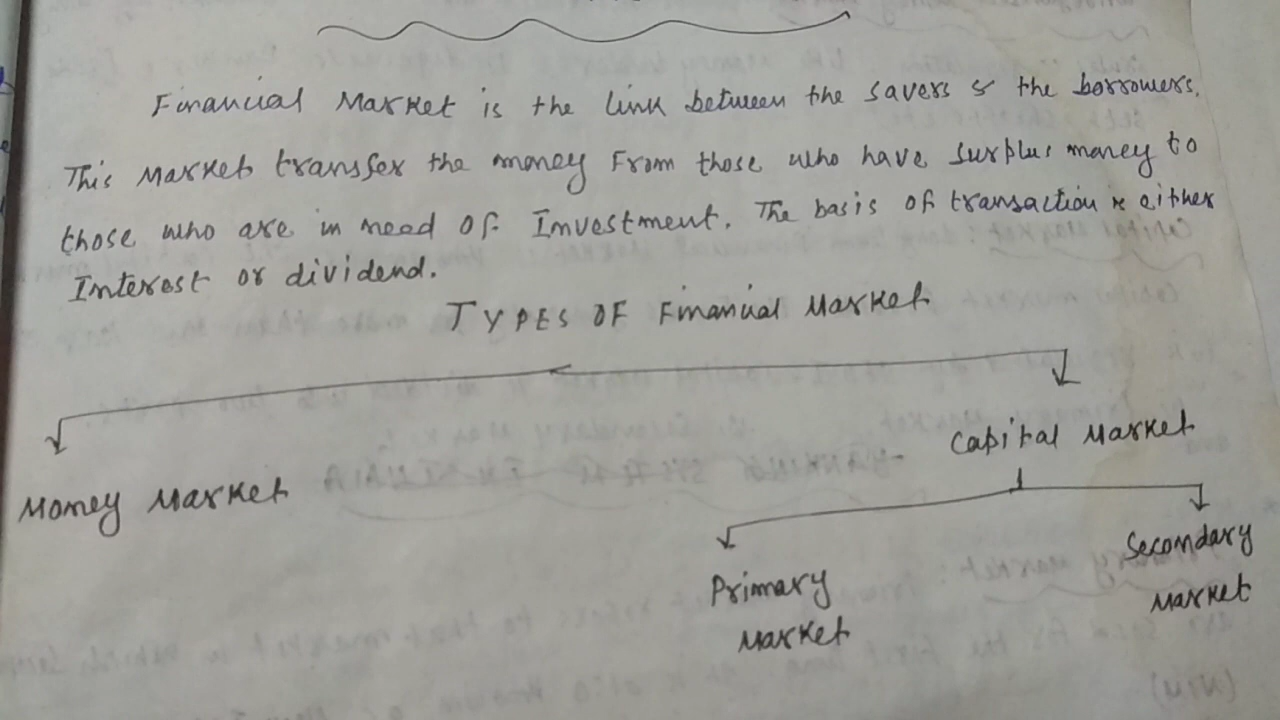 Financial Market is the link between the savers & the borrowers.
This Market transfer the money From those who have surplus money to
those who are in need OF Investment. The basis of transaction is either
Interest or dividend.
TYPES OF Financial Market
Money Market
Capital Market
Primary
Market
Secondary
Market